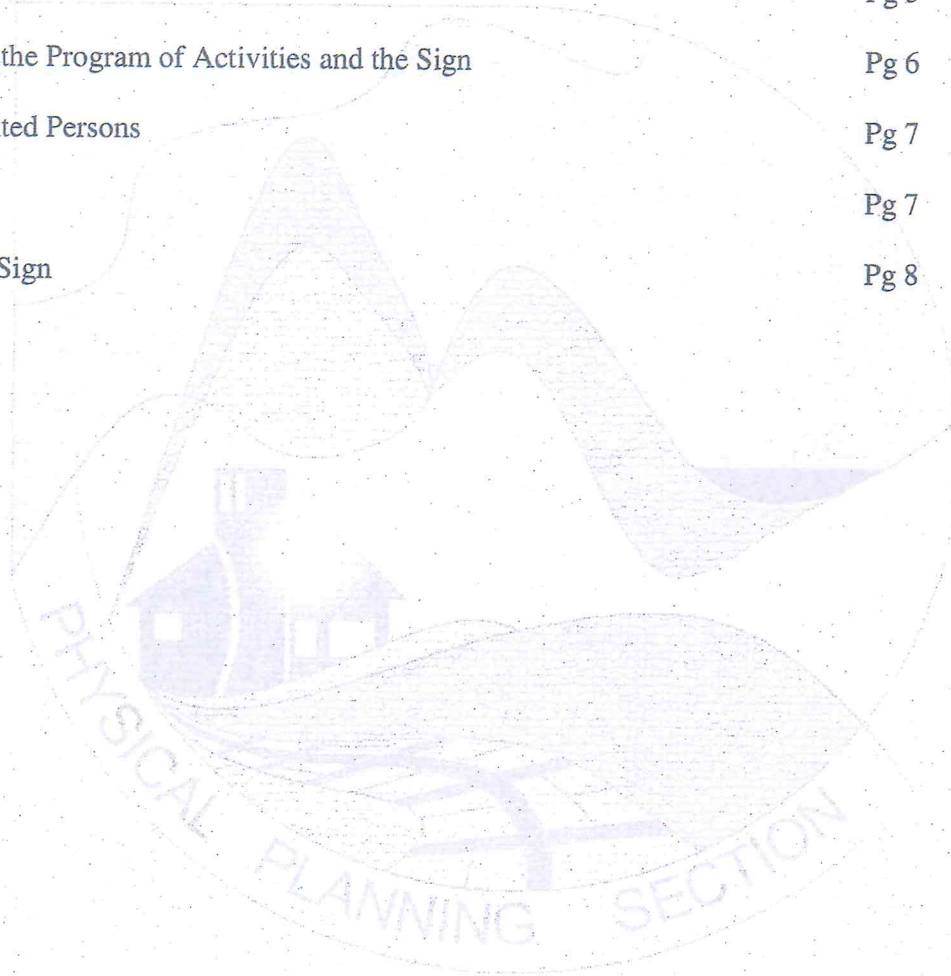 the Program of Activities and the Sign Pg 6
ted Persons Pg 7
Pg 7
Sign Pg 8
PHYSICAL PLANNING SECTION